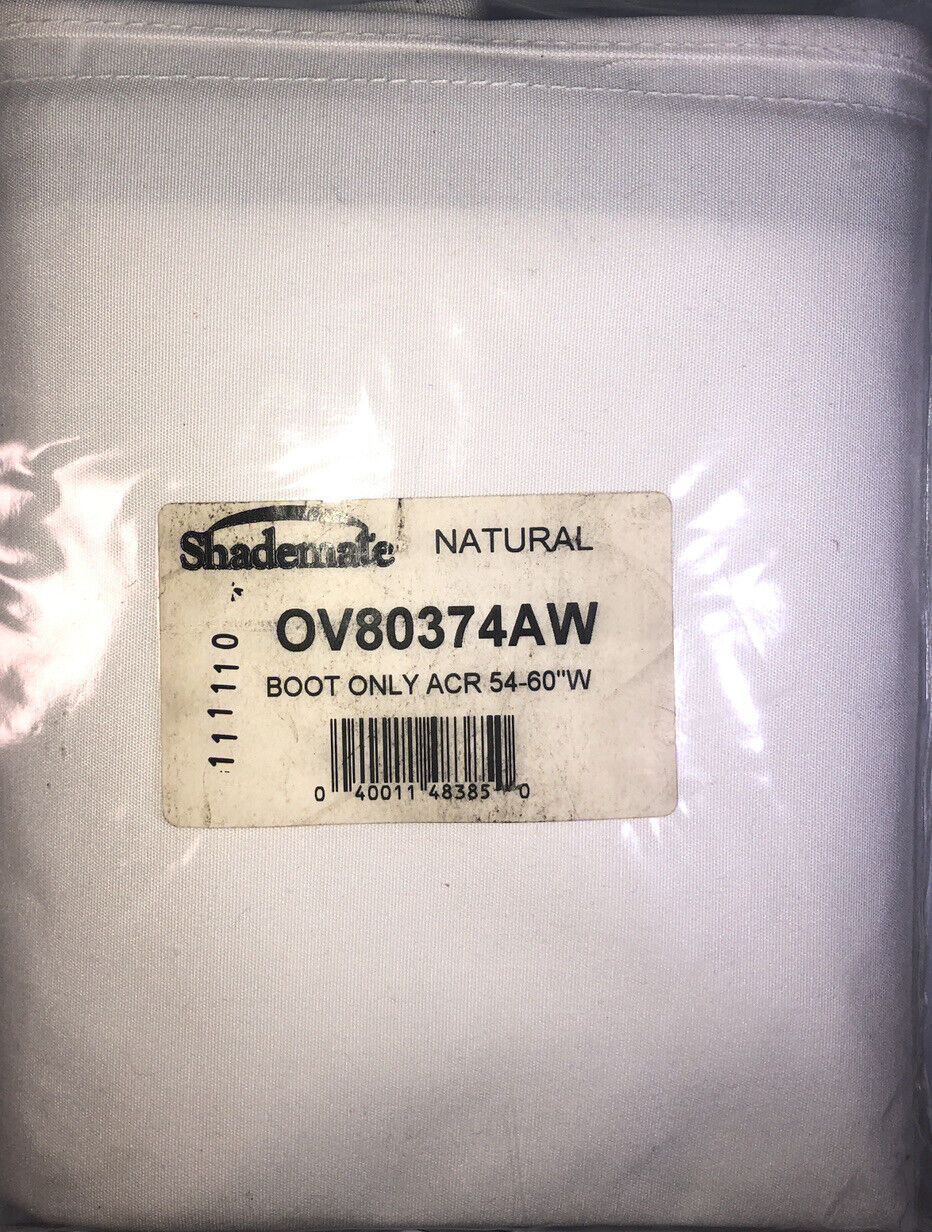 Shademate NATURAL
OV80374AW
BOOT ONLY ACR 54-60"W
0 40011 48385 0
111110